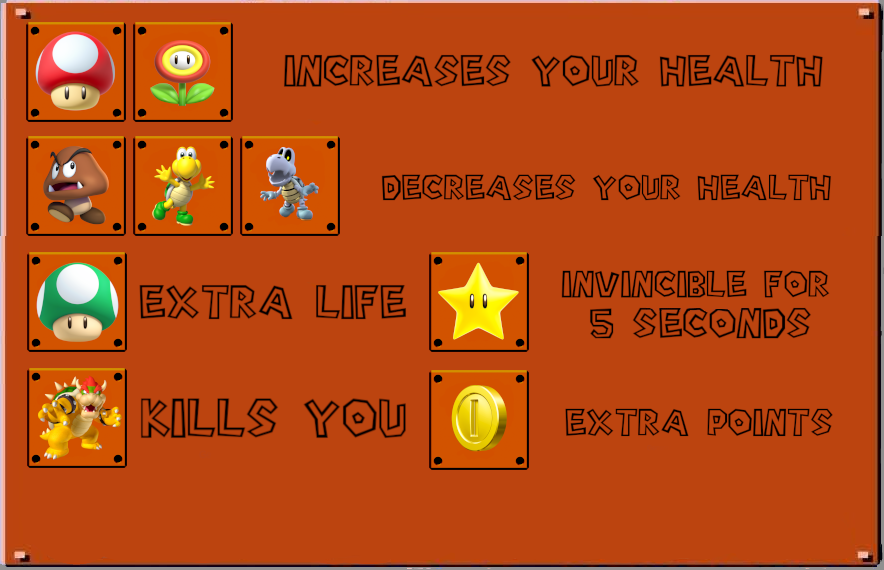 INCREASES YOUR HEALTH
DECREASES YOUR HEALTH
EXTRA LIFE
INVINCIBLE FOR
5 SECONDS
KILLS YOU
EXTRA POINTS